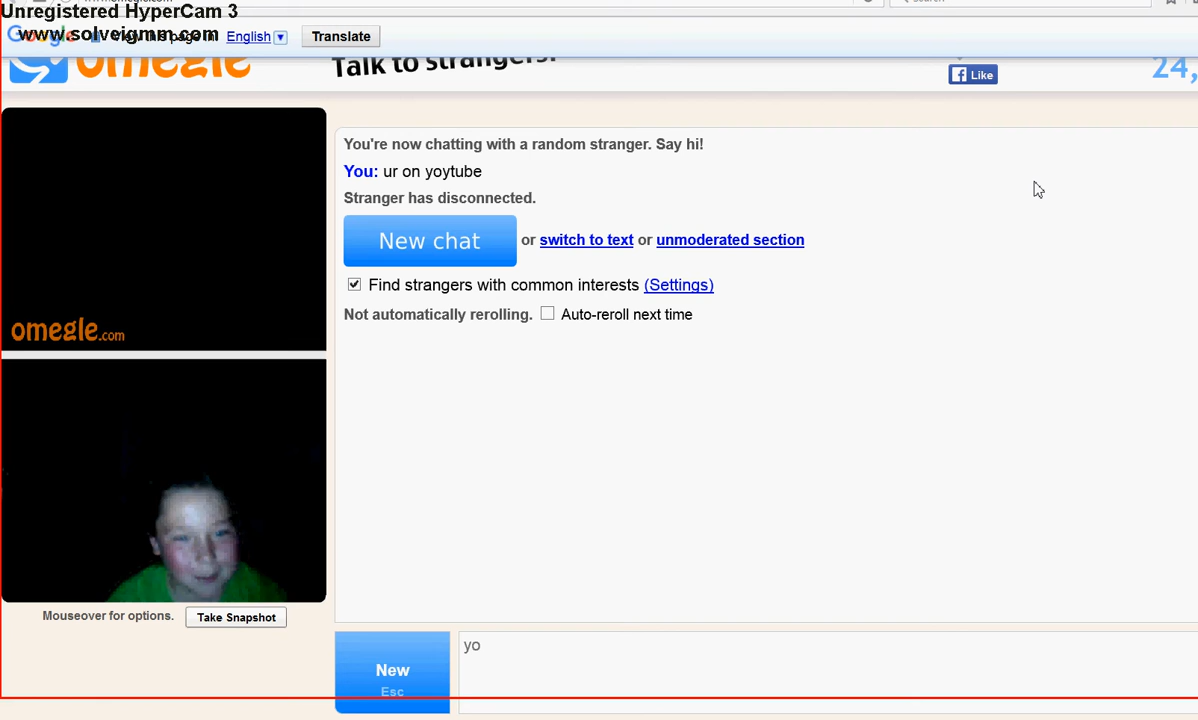 Unregistered HyperCam 3
www.solveigmm.com
English
Translate
omegle
Talk to strangers!
Like
24,
You're now chatting with a random stranger. Say hi!
You: ur on yoytube
Stranger has disconnected.
New chat or switch to text or unmoderated section
Find strangers with common interests (Settings)
Not automatically rerolling. Auto-reroll next time
omegle.com
Mouseover for options. Take Snapshot
yo
New
Esc